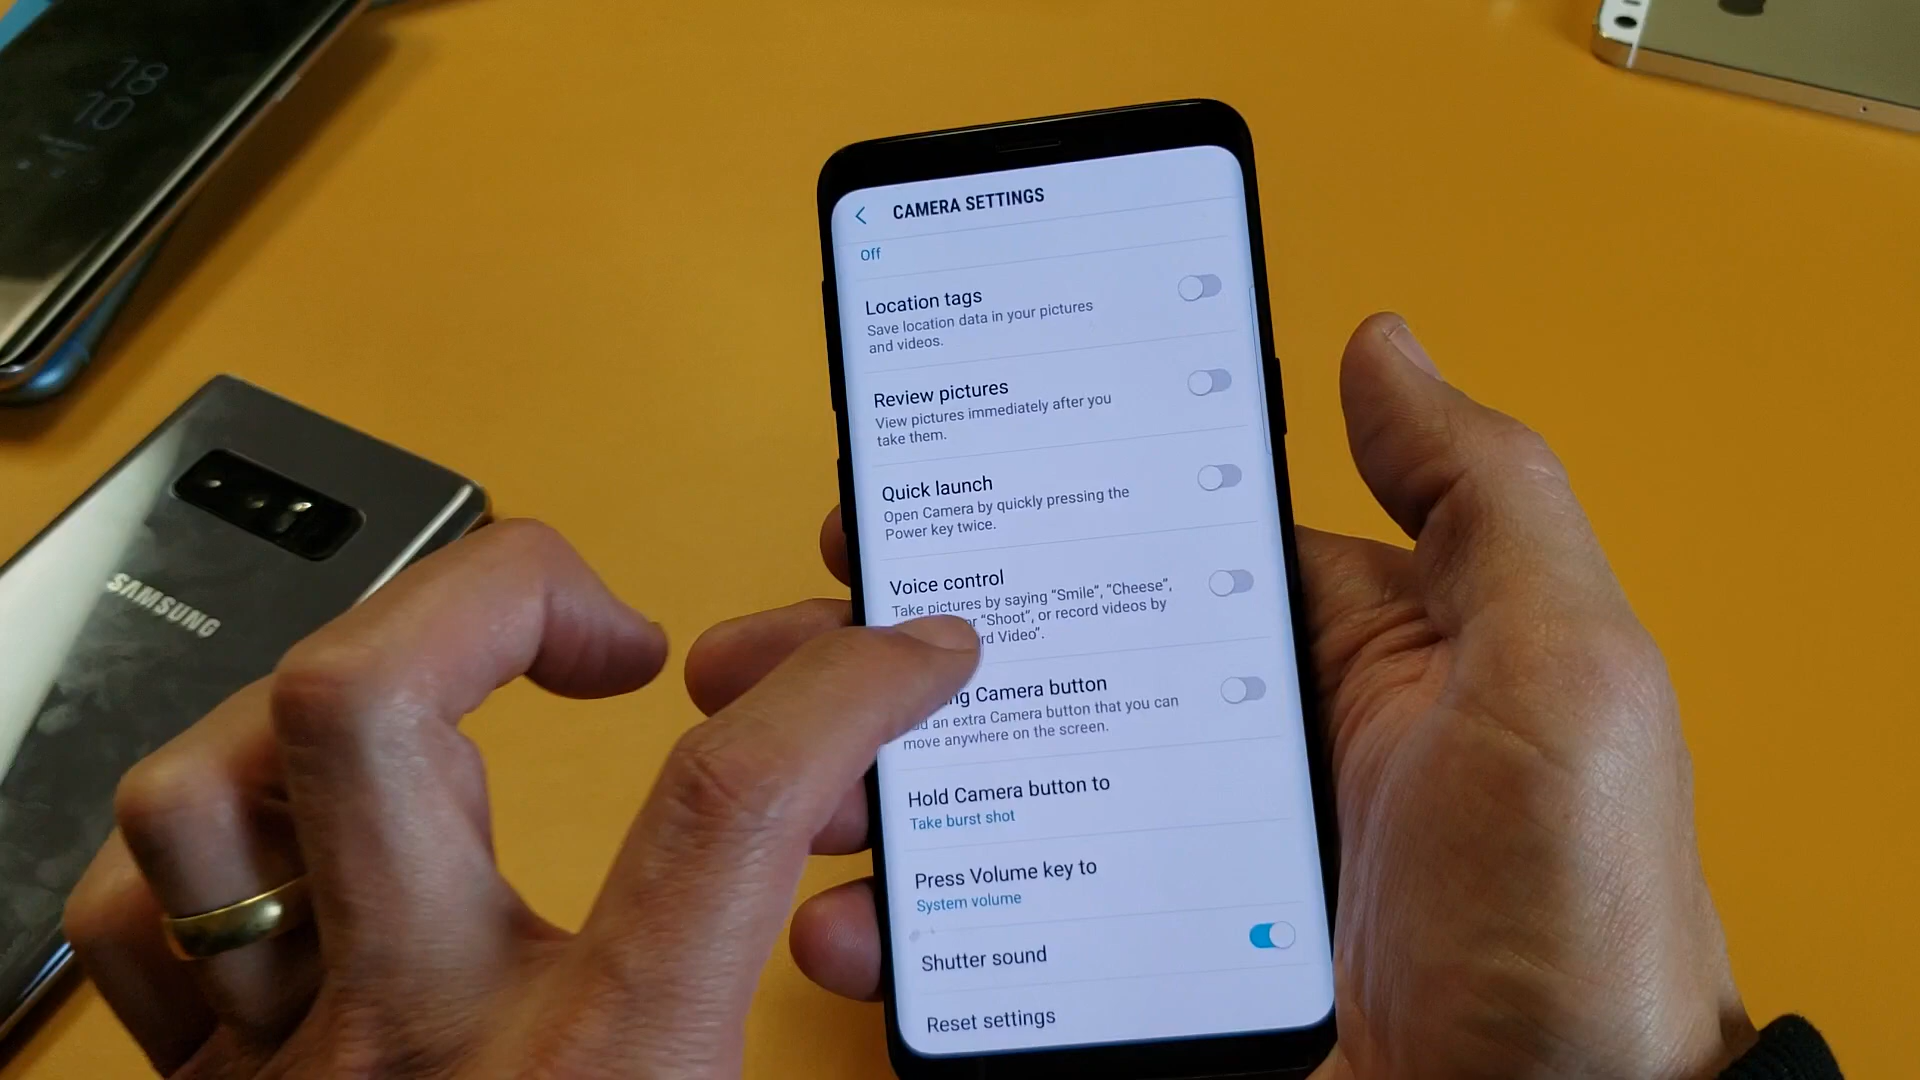 18
10
SAMSUNG
CAMERA SETTINGS
Off
Location tags
Save location data in your pictures
and videos.
Review pictures
View pictures immediately after you
take them.
Quick launch
Open Camera by quickly pressing the
Power key twice.
Voice control
Take pictures by saying “Smile”, “Cheese”,
“Shoot”, or record videos by
Video”.
Camera button
an extra Camera button that you can
move anywhere on the screen.
Hold Camera button to
Take burst shot
Press Volume key to
System volume
Shutter sound
Reset settings